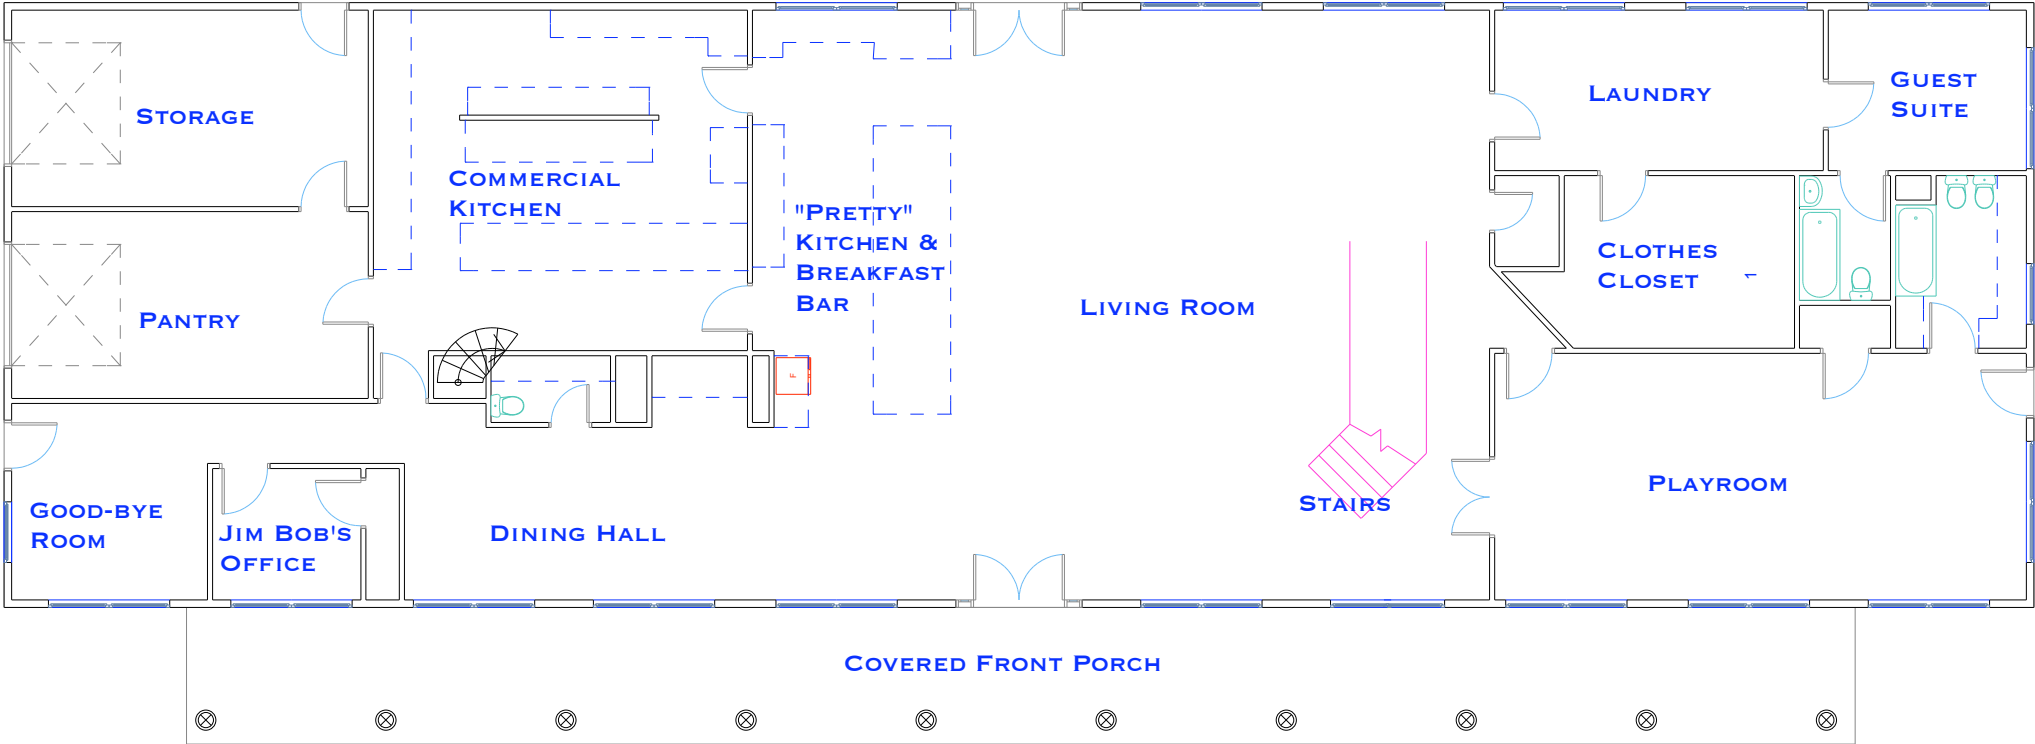 Storage
Commercial
Kitchen
"Pretty"
Kitchen &
Breakfast
Bar
Living Room
Laundry
Guest
Suite
Clothes
Closet
1
Pantry
F
Stairs
Playroom
Good-bye
Room
Jim Bob's
Office
Dining Hall
Covered Front Porch